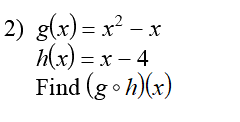 2) g(x) = x² − x
h(x) = x − 4
Find (g ∘ h)(x)